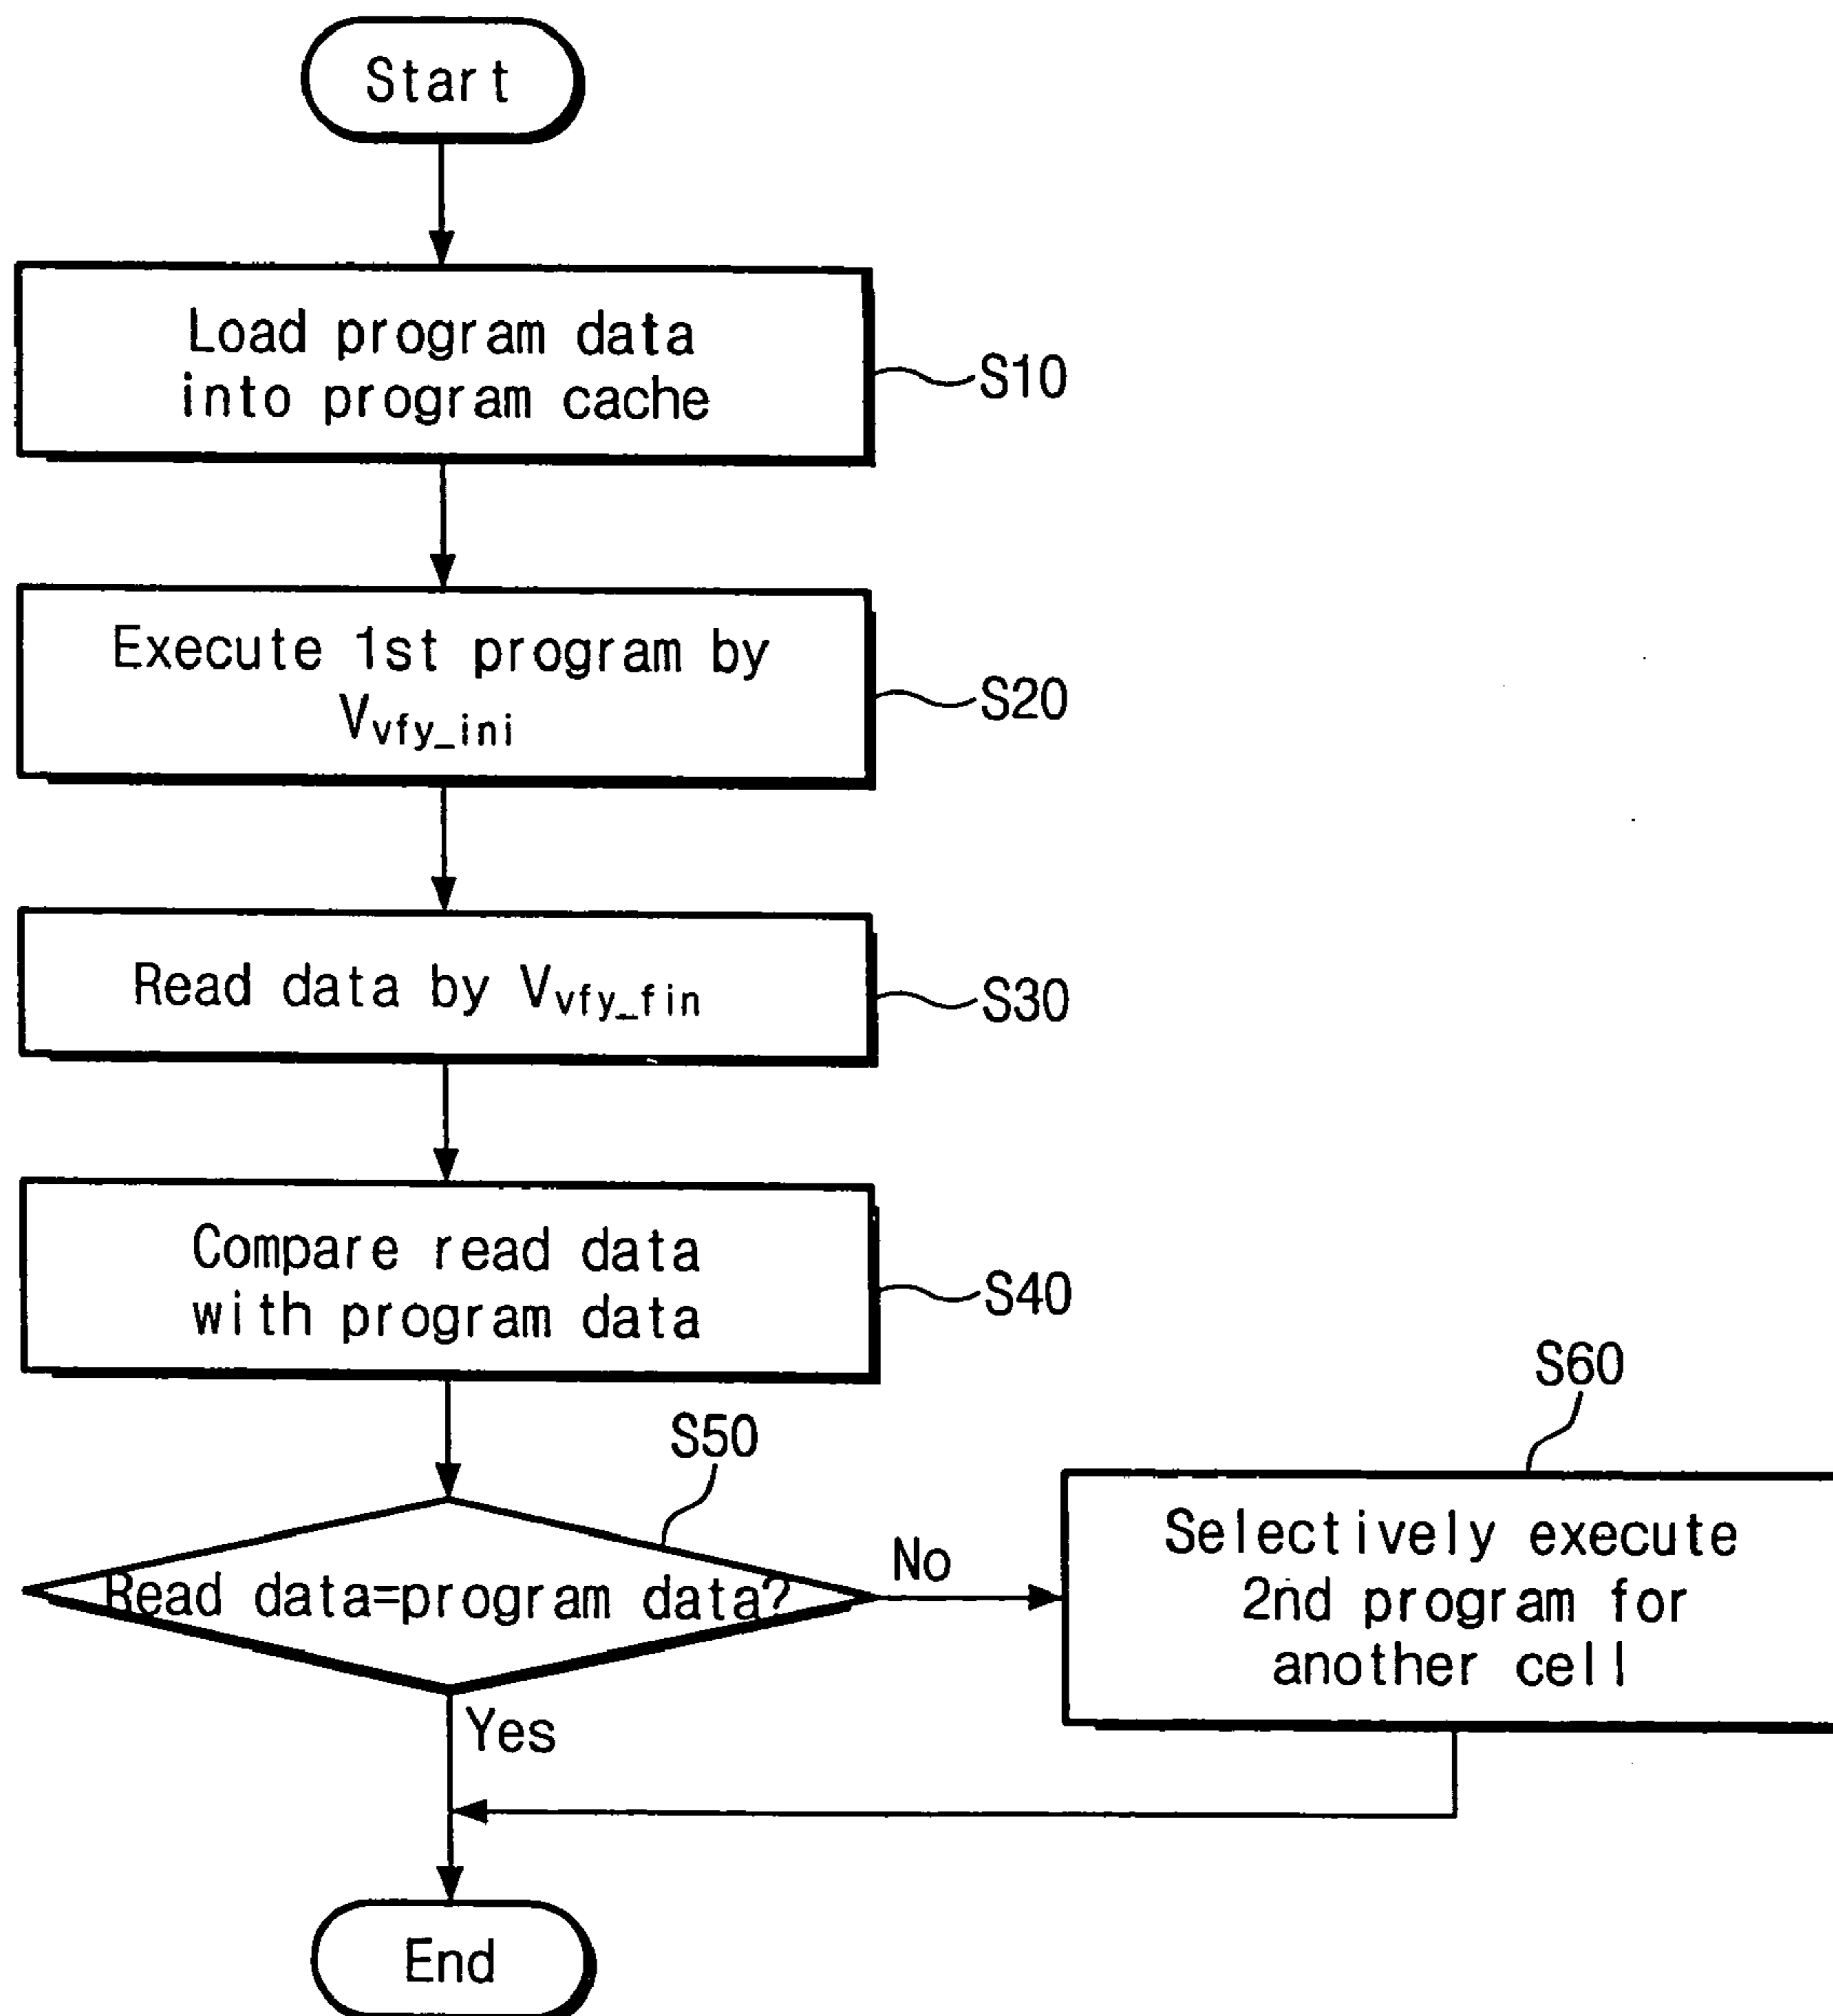 Start
Load program data
into program cache
S10
Execute 1st program by
Vvfy_ini
S20
Read data by Vvfy_fin
S30
Compare read data
with program data
S40
S50
Read data=program data?
No
S60
Selectively execute
2nd program for
another cell
Yes
End